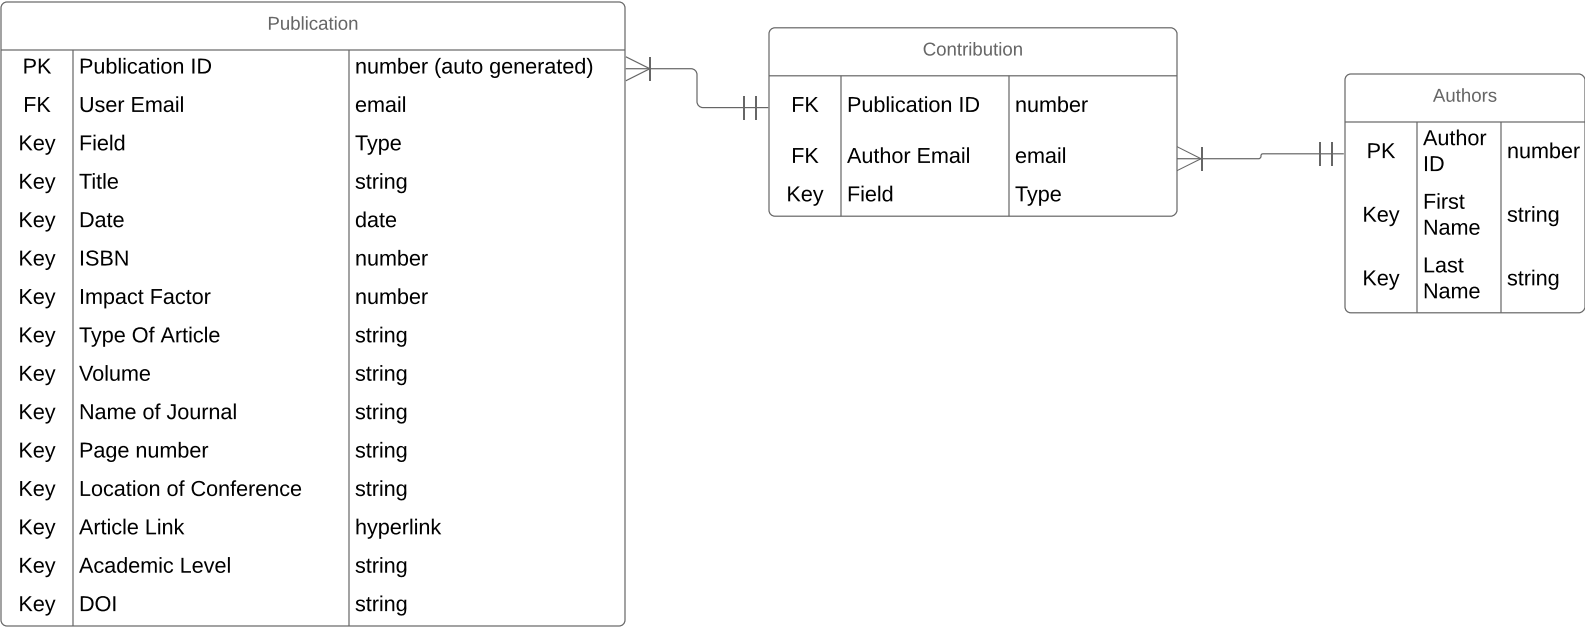 Publication
PK Publication ID number (auto generated)
FK User Email email
Key Field Type
Key Title string
Key Date date
Key ISBN number
Key Impact Factor number
Key Type Of Article string
Key Volume string
Key Name of Journal string
Key Page number string
Key Location of Conference string
Key Article Link hyperlink
Key Academic Level string
Key DOI string
Contribution
FK Publication ID number
FK Author Email email
Key Field Type
Authors
PK Author ID number
Key First Name string
Key Last Name string